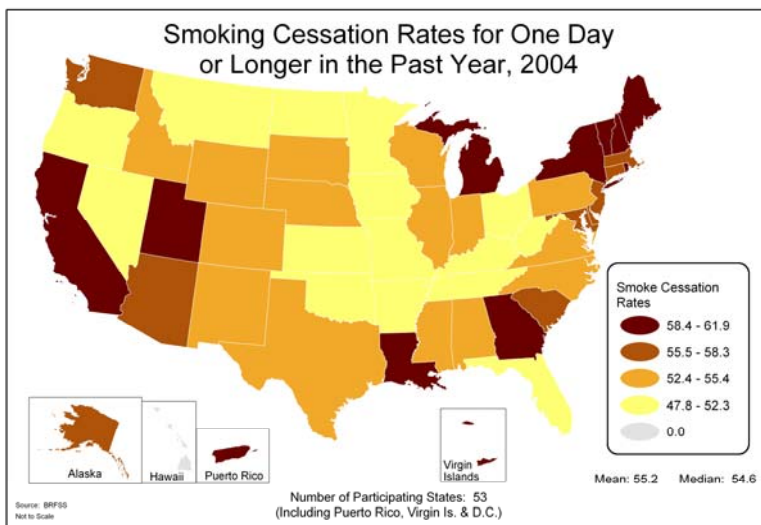 Smoking Cessation Rates for One Day
or Longer in the Past Year, 2004
Smoke Cessation
Rates
58.4 - 61.9
55.5 - 58.3
52.4 - 55.4
47.8 - 52.3
0.0
Alaska
Hawaii
Puerto Rico
Virgin
Islands
Mean: 55.2 Median: 54.6
Number of Participating States: 53
(Including Puerto Rico, Virgin Is. & D.C.)
Source: BRFSS
Not to Scale